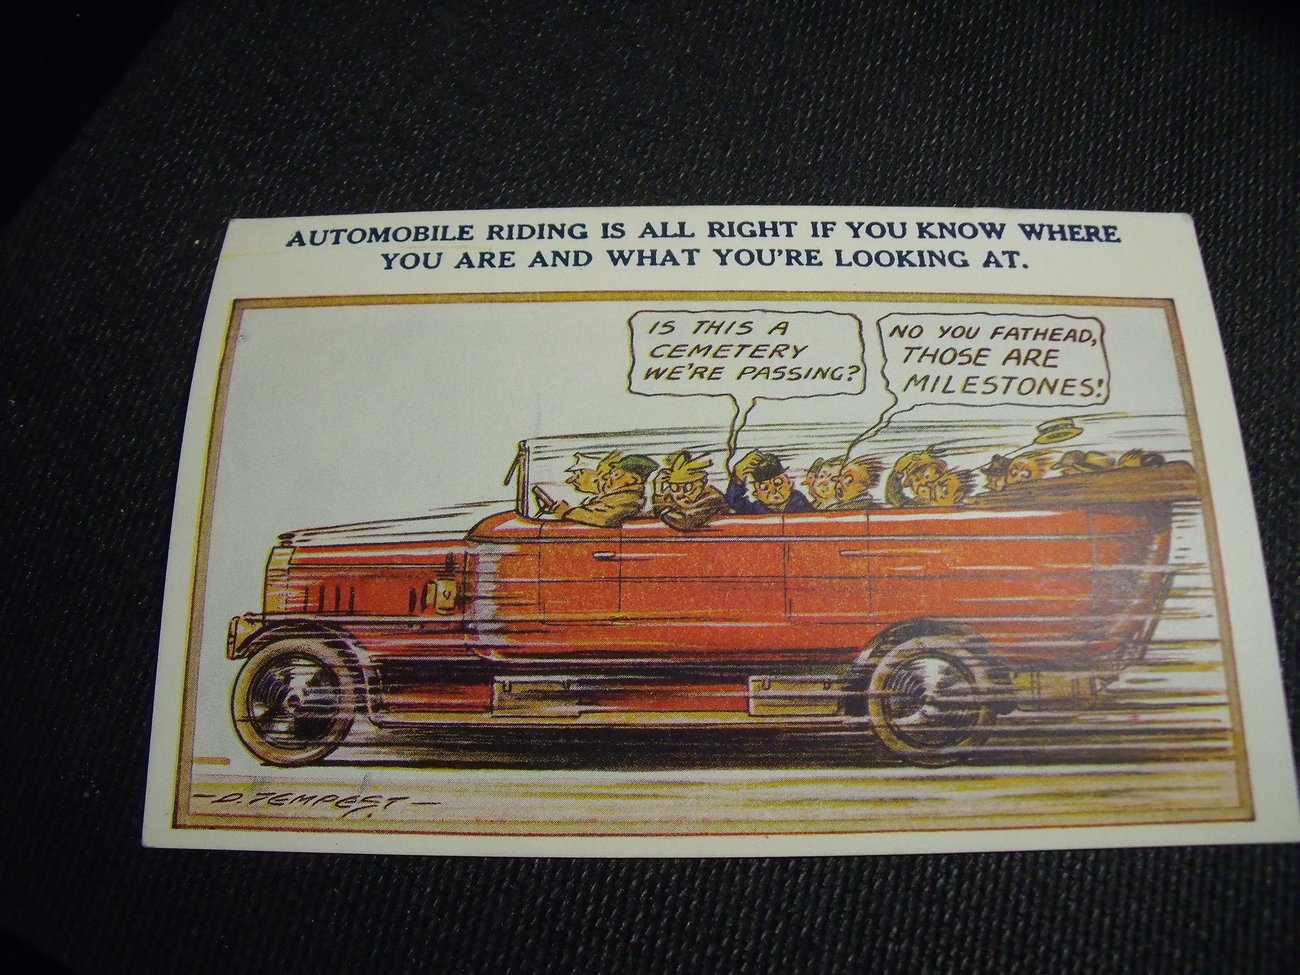 AUTOMOBILE RIDING IS ALL RIGHT IF YOU KNOW WHERE
YOU ARE AND WHAT YOU'RE LOOKING AT.
IS THIS A
CEMETERY
WE'RE PASSING?
NO YOU FATHEAD,
THOSE ARE
MILESTONES!
-D. TEMPEST-